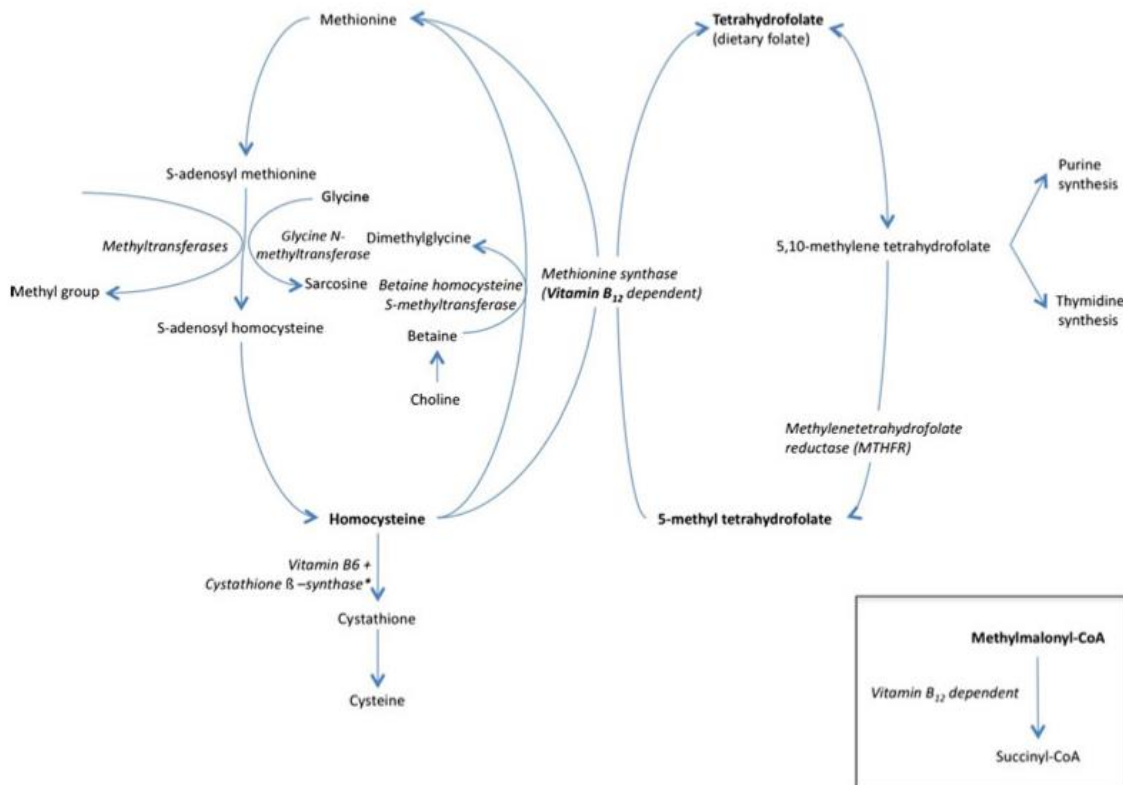 Methionine
Tetrahydrofolate
(dietary folate)
S-adenosyl methionine
Glycine
Methyltransferases
Glycine N-
methyltransferase
Dimethylglycine
Sarcosine
Methyl group
Betaine homocysteine
S-methyltransferase
S-adenosyl homocysteine
Betaine
Choline
Methionine synthase
(Vitamin B12 dependent)
5,10-methylene tetrahydrofolate
Purine
synthesis
Thymidine
synthesis
Methylenetetrahydrofolate
reductase (MTHFR)
Homocysteine
5-methyl tetrahydrofolate
Vitamin B6 +
Cystathione ß –synthase*
Cystathione
Cysteine
Methylmalonyl-CoA
Vitamin B12 dependent
Succinyl-CoA